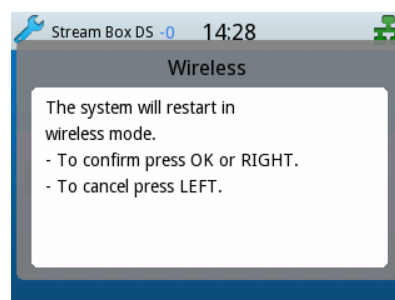 Stream Box DS -0 14:28
Wireless
The system will restart in
wireless mode.
- To confirm press OK or RIGHT.
- To cancel press LEFT.